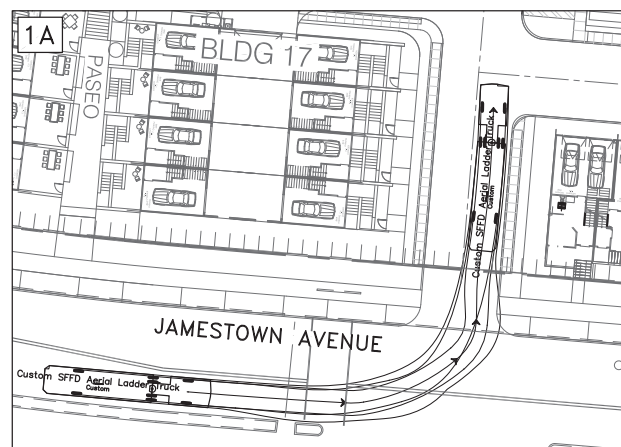 1A
BLDG 17
PASEO
Custom SFFD Aerial Ladder Truck
Custom
JAMESTOWN AVENUE
Custom SFFD Aerial Ladder Truck
Custom